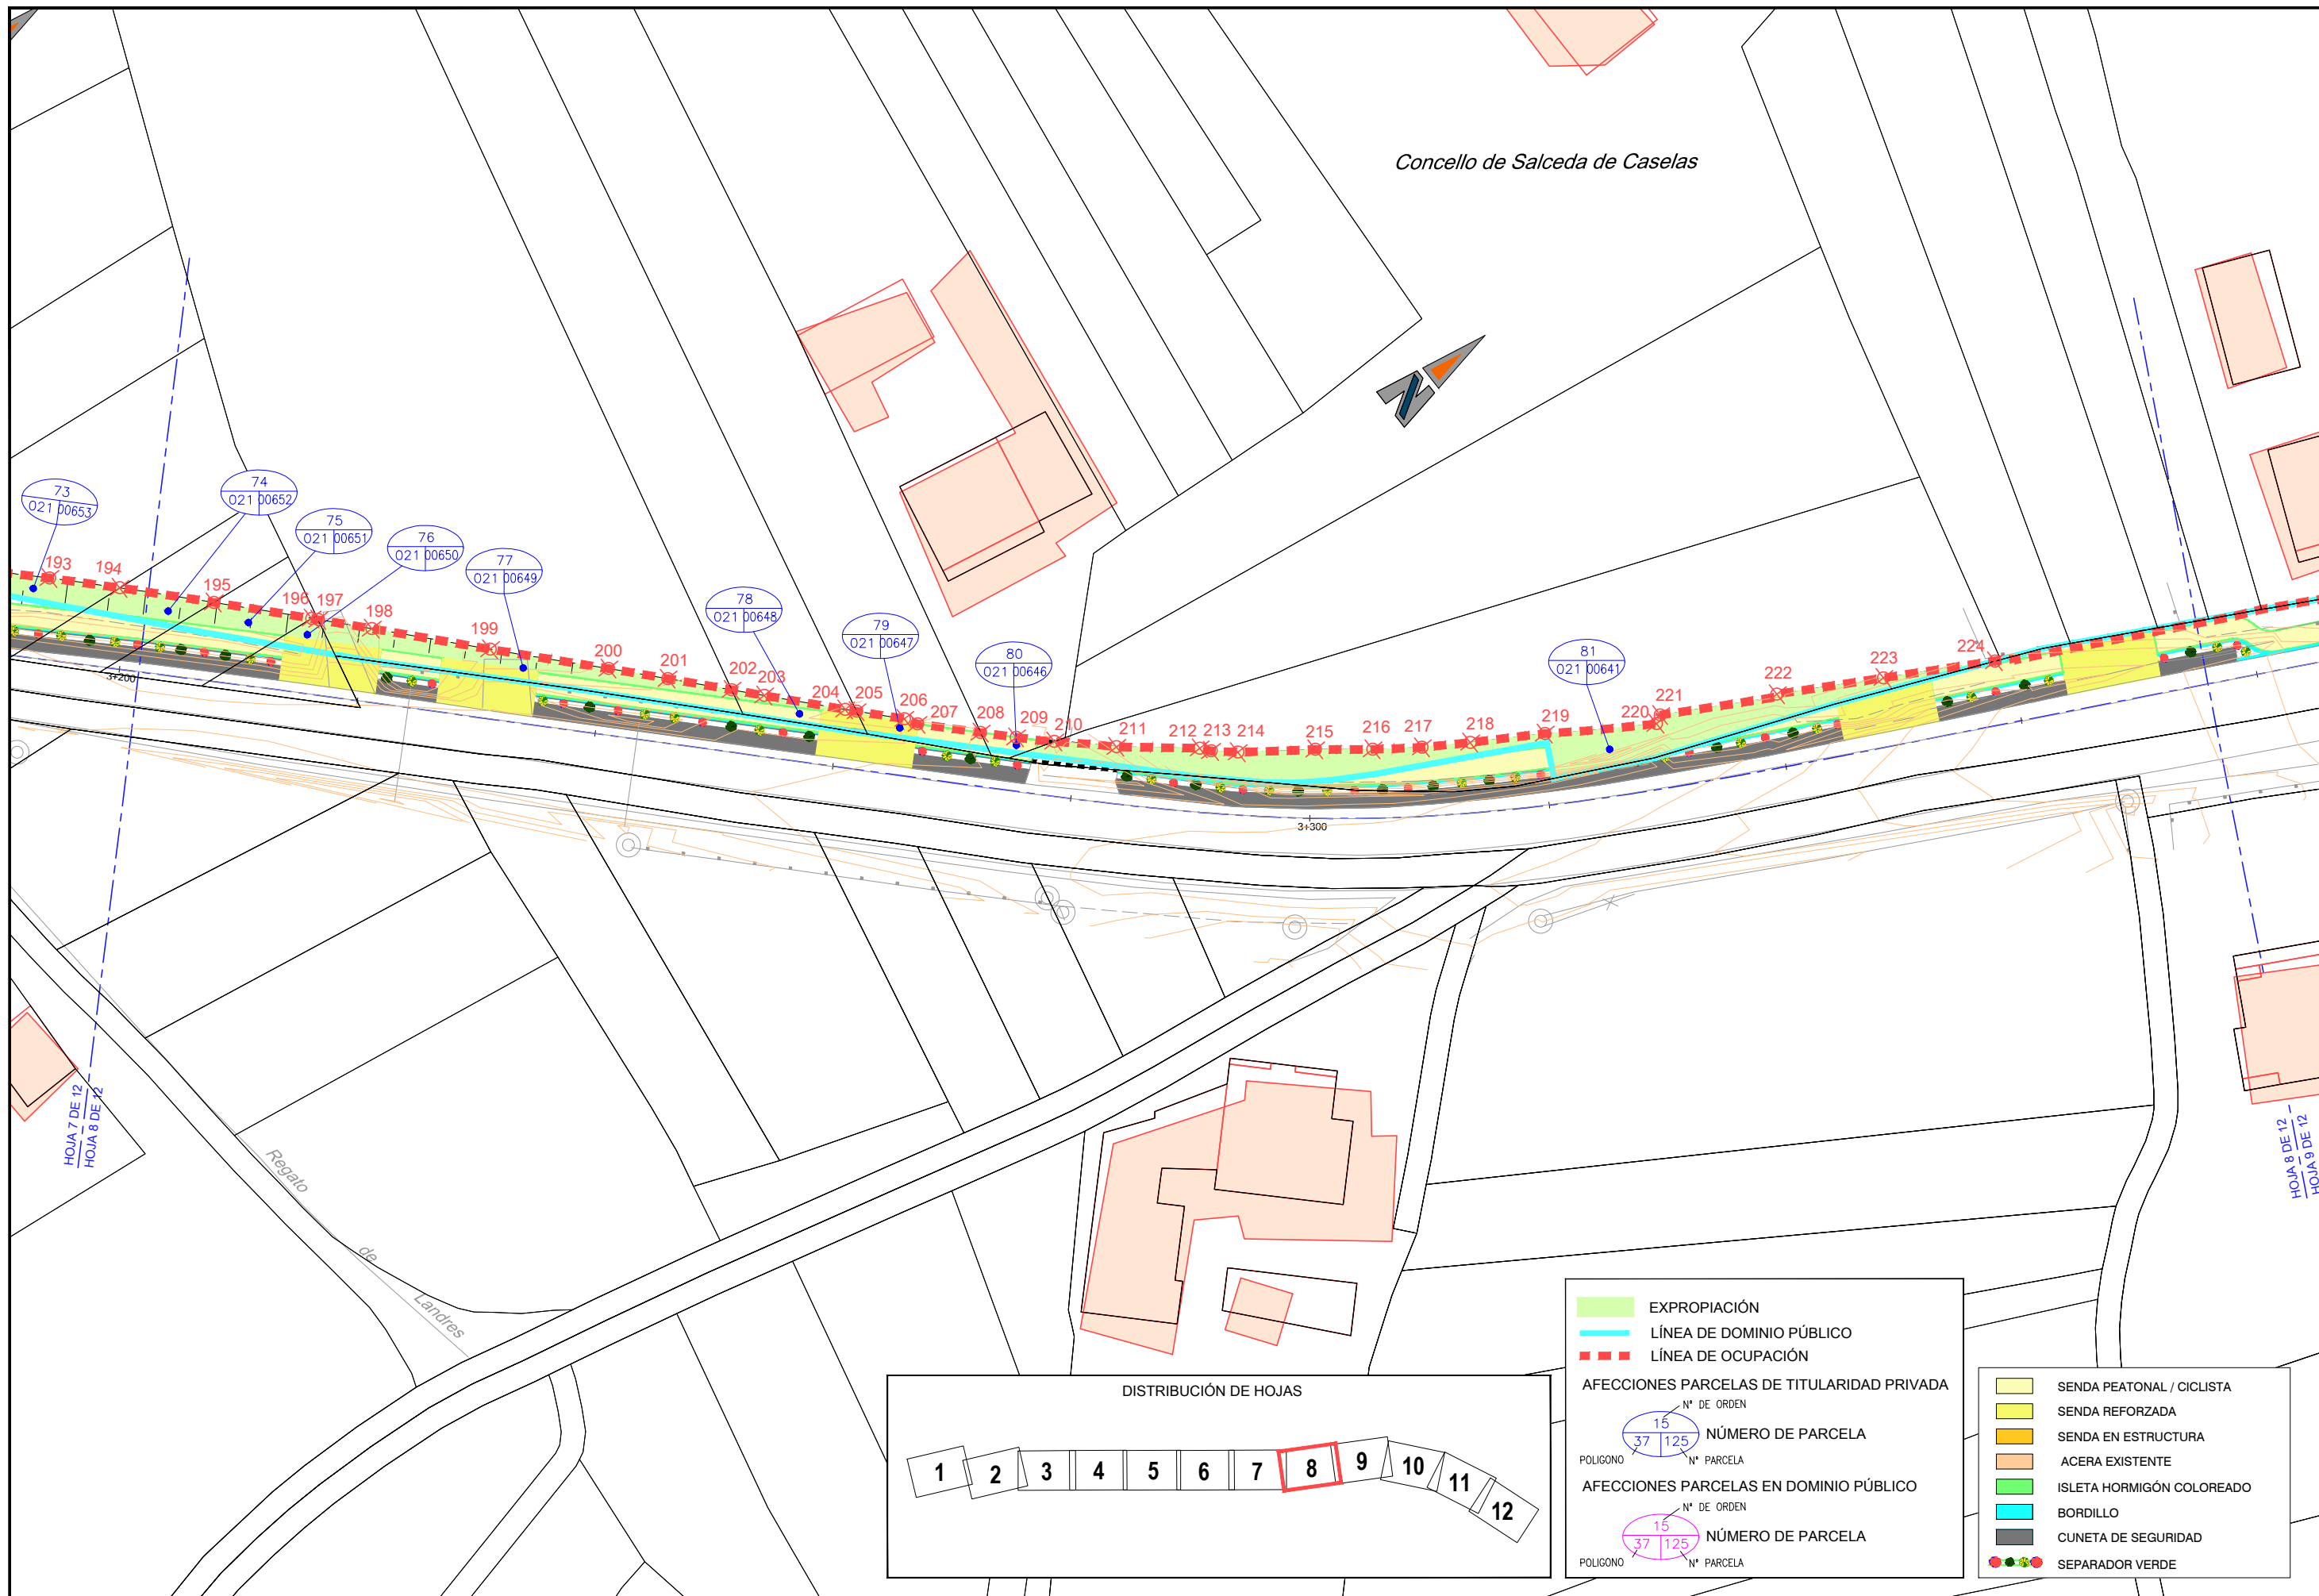 Concello de Salceda de Caselas
73
021 00653
74
021 00652
75
021 00651
76
021 00650
77
021 00649
78
021 00648
79
021 00647
80
021 00646
81
021 00641
193
194
195
196
197
198
199
200
201
202
203
204
205
206
207
208
209
210
211
212
213
214
215
216
217
218
219
220
221
222
223
224
3+200
3+300
N
HOJA 7 DE 12
HOJA 8 DE 12
HOJA 8 DE 12
HOJA 9 DE 12
Regato
de
Landres
DISTRIBUCIÓN DE HOJAS
1 2 3 4 5 6 7 8 9 10 11 12
EXPROPIACIÓN
LÍNEA DE DOMINIO PÚBLICO
LÍNEA DE OCUPACIÓN
AFECCIONES PARCELAS DE TITULARIDAD PRIVADA
Nº DE ORDEN
15
37 125
NÚMERO DE PARCELA
POLIGONO
Nº PARCELA
AFECCIONES PARCELAS EN DOMINIO PÚBLICO
Nº DE ORDEN
15
37 125
NÚMERO DE PARCELA
POLIGONO
Nº PARCELA
SENDA PEATONAL / CICLISTA
SENDA REFORZADA
SENDA EN ESTRUCTURA
ACERA EXISTENTE
ISLETA HORMIGÓN COLOREADO
BORDILLO
CUNETA DE SEGURIDAD
SEPARADOR VERDE